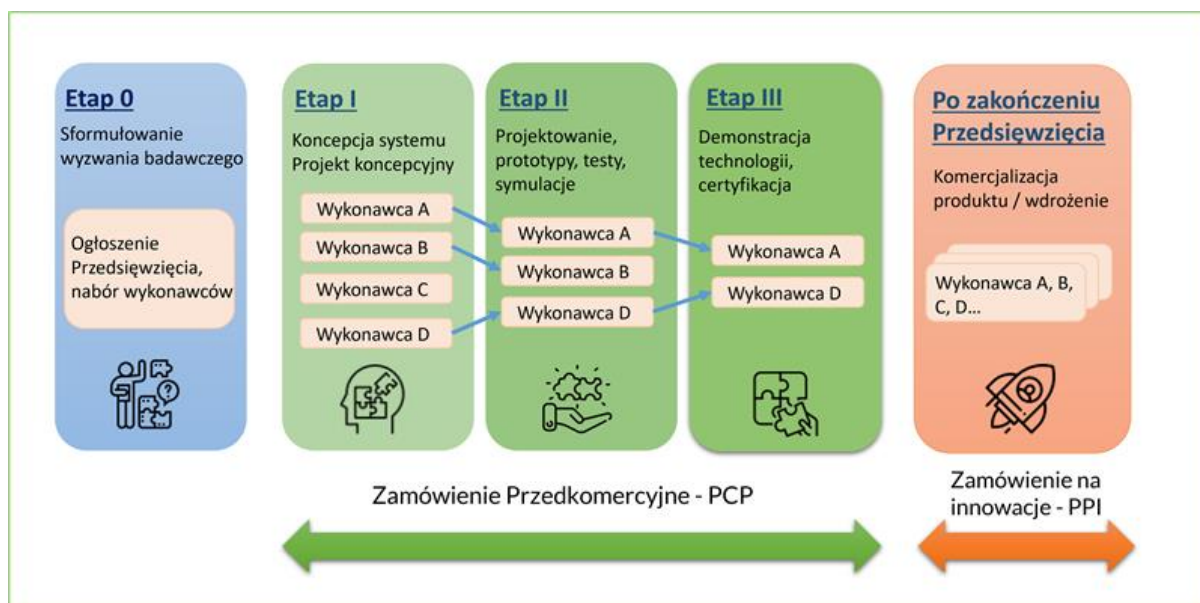 Etap 0
Sformułowanie
wyzwania badawczego
Ogłoszenie
Przedsięwzięcia,
nabór wykonawców
Etap I
Koncepcja systemu
Projekt koncepcyjny
Wykonawca A
Wykonawca B
Wykonawca C
Wykonawca D
Etap II
Projektowanie,
prototypy, testy,
symulacje
Wykonawca A
Wykonawca B
Wykonawca D
Etap III
Demonstracja
technologii,
certyfikacja
Wykonawca A
Wykonawca D
Po zakończeniu
Przedsięwzięcia
Komercjalizacja
produktu / wdrożenie
Wykonawca A, B,
C, D...
Zamówienie Przedkomercyjne - PCP
Zamówienie na
innowacje - PPI